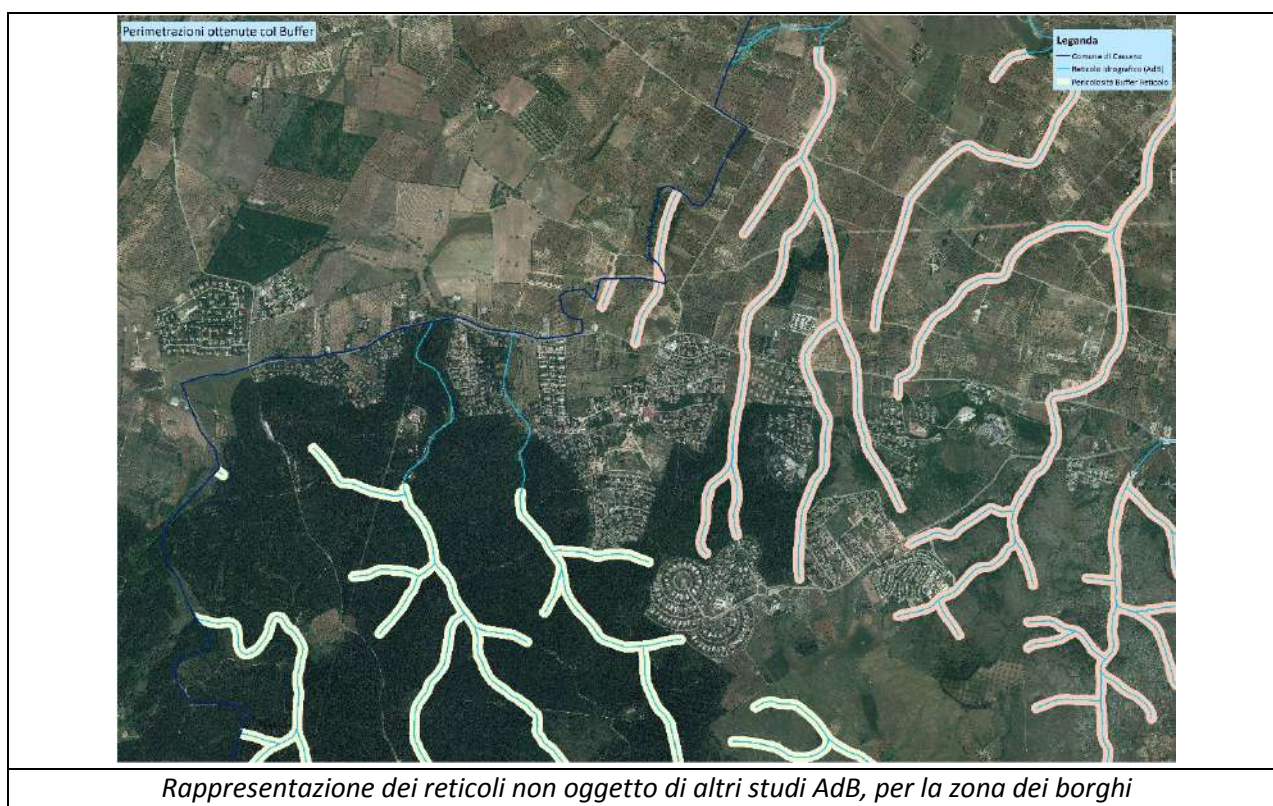 Perimetrazioni ottenute col Buffer
Legenda
Comune di Cassano
Reticolo Idrografico (AdB)
Pericolosità Buffer Reticolo
Rappresentazione dei reticoli non oggetto di altri studi AdB, per la zona dei borghi